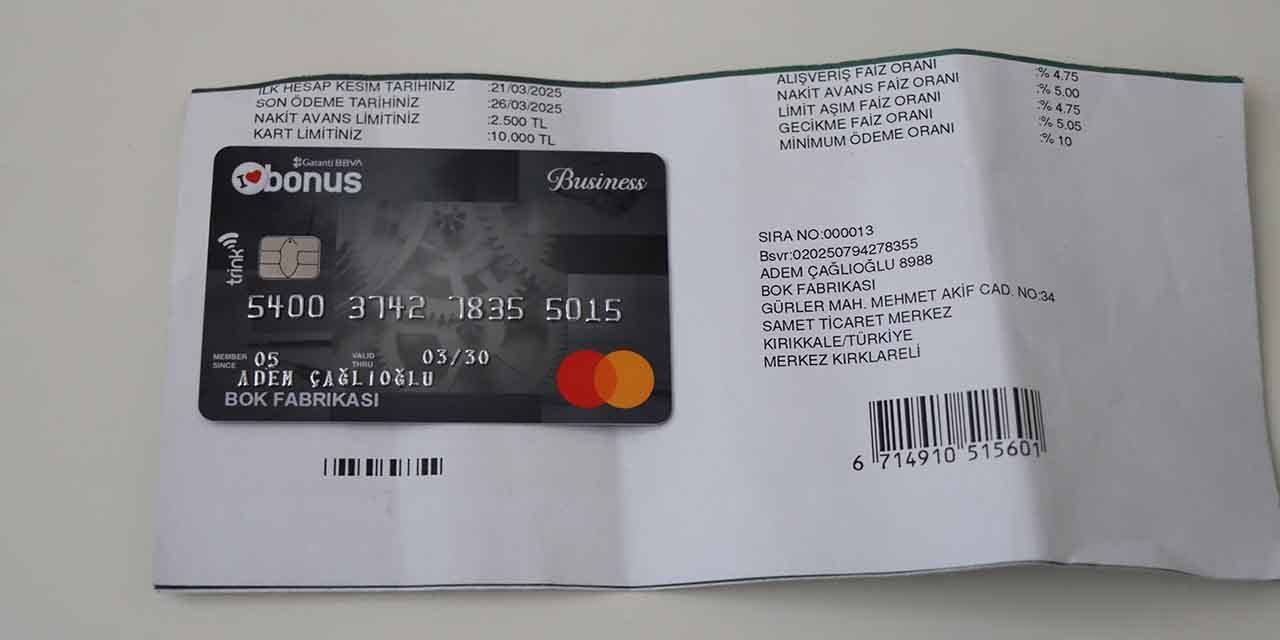 İLK HESAP KESİM TARİHİNİZ :21/03/2025
SON ÖDEME TARİHİNİZ :26/03/2025
NAKİT AVANS LİMİTİNİZ :2.500 TL
KART LİMİTİNİZ :10.000 TL
ALIŞVERİŞ FAİZ ORANI :% 4.75
NAKİT AVANS FAİZ ORANI :% 5.00
LİMİT AŞIM FAİZ ORANI :% 4.75
GECİKME FAİZ ORANI :% 5.05
MİNİMUM ÖDEME ORANI :% 10
Garanti BBVA
I bonus
Business
trink
5400 3742 7835 5015
MEMBER SINCE 05 VALID THRU 03/30
ADEM ÇAĞLIOĞLU
BOK FABRIKASI
SIRA NO:000013
Bsvr:020250794278355
ADEM ÇAĞLIOĞLU 8988
BOK FABRIKASI
GÜRLER MAH. MEHMET AKİF CAD. NO:34
SAMET TİCARET MERKEZ
KIRIKKALE/TÜRKİYE
MERKEZ KIRKLARELİ
6 714910 515601